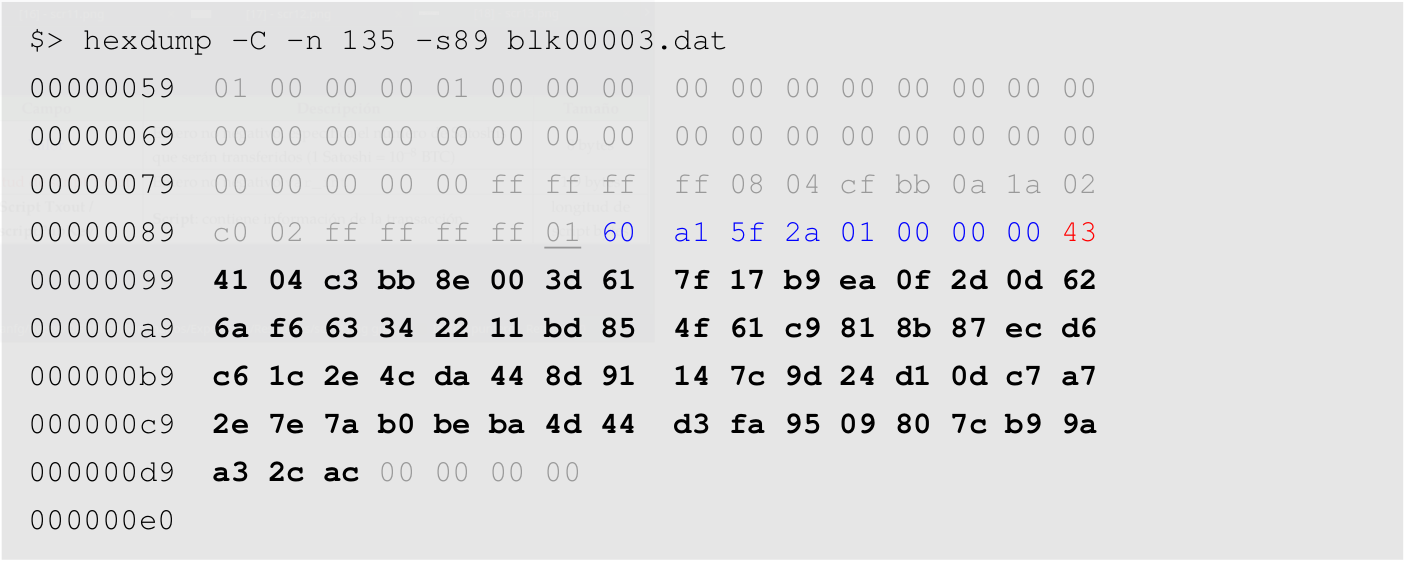 $> hexdump –C –n 135 –s89 blk00003.dat
00000059 01 00 00 00 01 00 00 00 00 00 00 00 00 00 00 00
00000069 00 00 00 00 00 00 00 00 00 00 00 00 00 00 00 00
00000079 00 00 00 00 00 ff ff ff ff 08 04 cf bb 0a 1a 02
00000089 c0 02 ff ff ff ff 01 60 a1 5f 2a 01 00 00 00 43
00000099 41 04 c3 bb 8e 00 3d 61 7f 17 b9 ea 0f 2d 0d 62
000000a9 6a f6 63 34 22 11 bd 85 4f 61 c9 81 8b 87 ec d6
000000b9 c6 1c 2e 4c da 44 8d 91 14 7c 9d 24 d1 0d c7 a7
000000c9 2e 7e 7a b0 be ba 4d 44 d3 fa 95 09 80 7c b9 9a
000000d9 a3 2c ac 00 00 00 00
000000e0